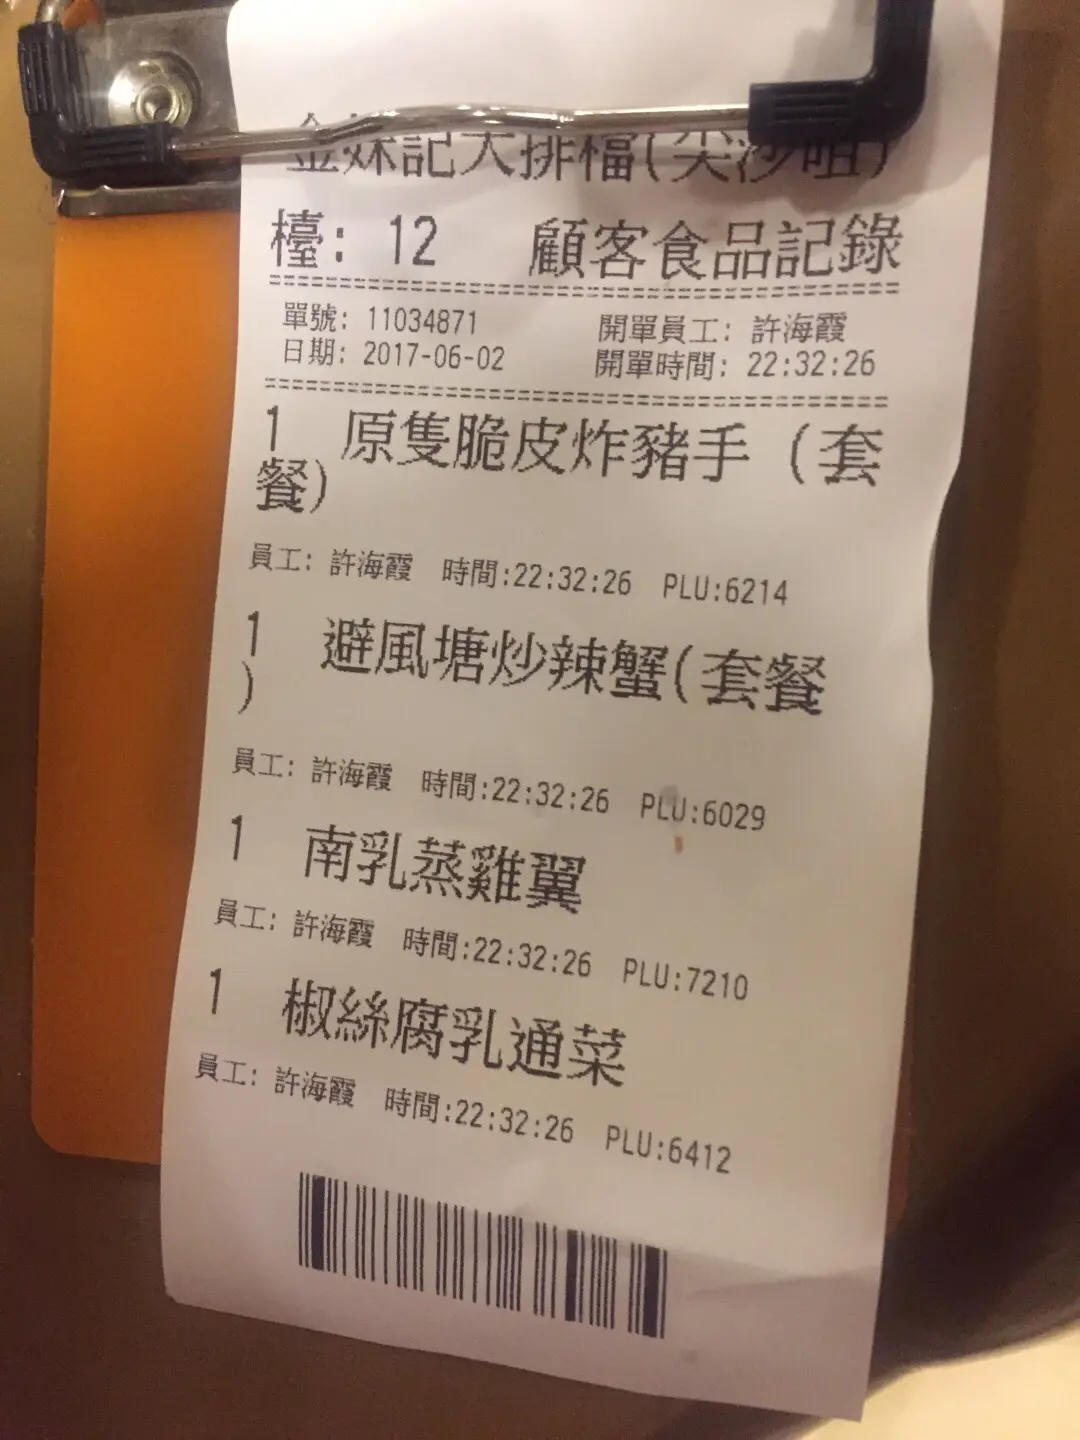 金妹記大排檔(尖沙咀)
檯: 12 顧客食品記錄
單號: 11034871 開單員工: 許海霞
日期: 2017-06-02 開單時間: 22:32:26
1 原隻脆皮炸豬手 (套
餐)
員工: 許海霞 時間:22:32:26 PLU:6214
1 避風塘炒辣蟹(套餐
)
員工: 許海霞 時間:22:32:26 PLU:6029
1 南乳蒸雞翼
員工: 許海霞 時間:22:32:26 PLU:7210
1 椒絲腐乳通菜
員工: 許海霞 時間:22:32:26 PLU:6412